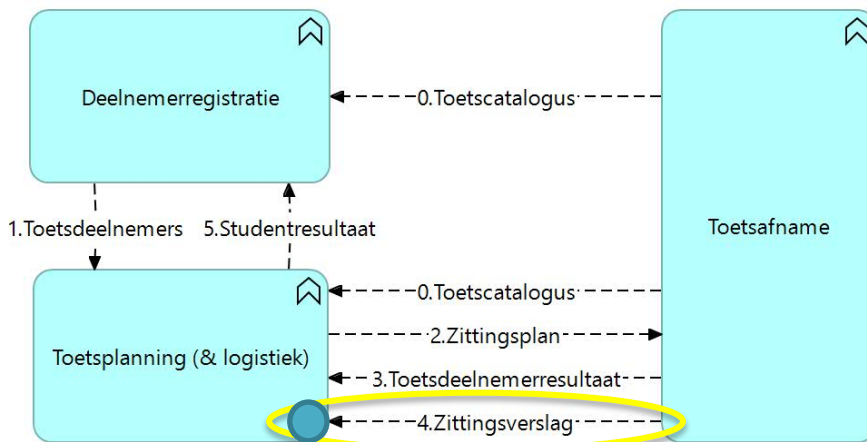 Deelnemerregistratie
0.Toetscatalogus
1.Toetsdeelnemers
5.Studentresultaat
Toetsafname
0.Toetscatalogus
2.Zittingsplan
Toetsplanning (& logistiek)
3.Toetsdeelnemerresultaat
4.Zittingsverslag